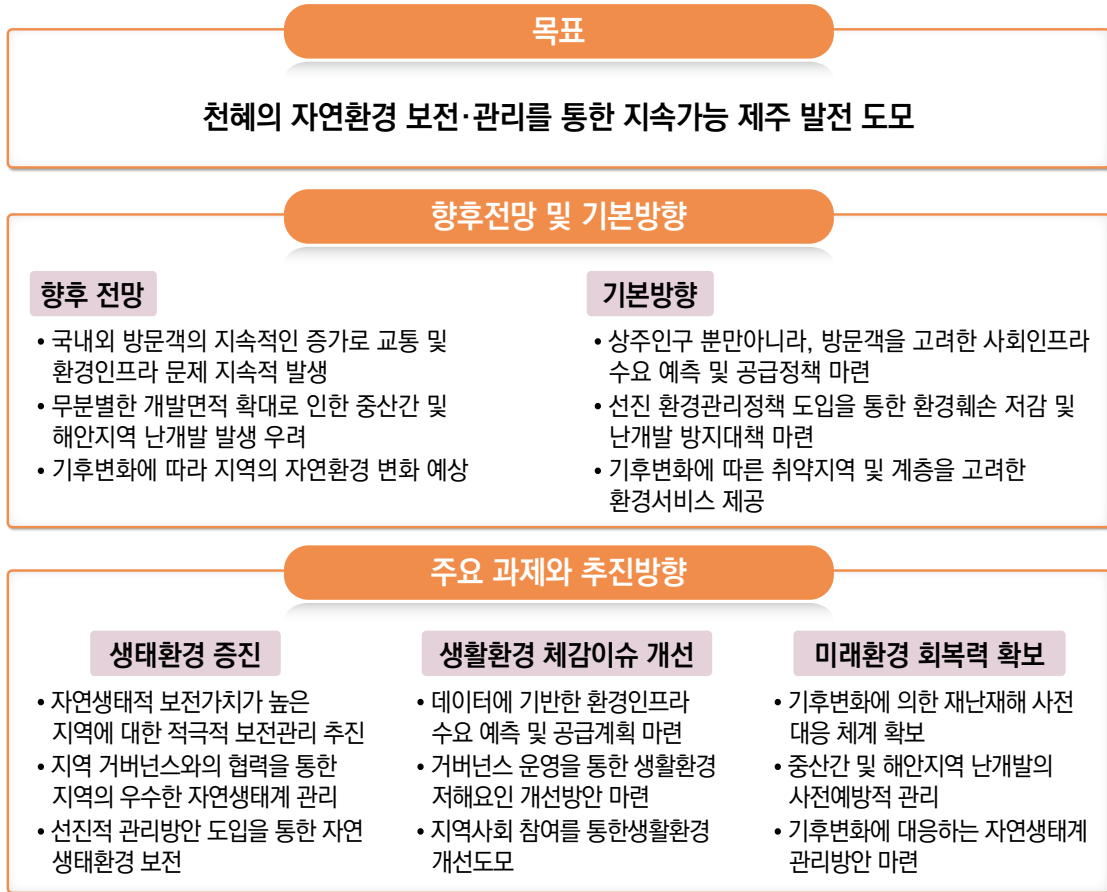 목표
천혜의 자연환경 보전·관리를 통한 지속가능 제주 발전 도모
향후전망 및 기본방향
향후 전망
• 국내외 방문객의 지속적인 증가로 교통 및
환경인프라 문제 지속적 발생
• 무분별한 개발면적 확대로 인한 중산간 및
해안지역 난개발 발생 우려
• 기후변화에 따라 지역의 자연환경 변화 예상
기본방향
• 상주인구 뿐만아니라, 방문객을 고려한 사회인프라
수요 예측 및 공급정책 마련
• 선진 환경관리정책 도입을 통한 환경훼손 저감 및
난개발 방지대책 마련
• 기후변화에 따른 취약지역 및 계층을 고려한
환경서비스 제공
주요 과제와 추진방향
생태환경 증진
• 자연생태적 보전가치가 높은
지역에 대한 적극적 보전관리 추진
• 지역 거버넌스와의 협력을 통한
지역의 우수한 자연생태계 관리
• 선진적 관리방안 도입을 통한 자연
생태환경 보전
생활환경 체감이슈 개선
• 데이터에 기반한 환경인프라
수요 예측 및 공급계획 마련
• 거버넌스 운영을 통한 생활환경
저해요인 개선방안 마련
• 지역사회 참여를 통한생활환경
개선도모
미래환경 회복력 확보
• 기후변화에 의한 재난재해 사전
대응 체계 확보
• 중산간 및 해안지역 난개발의
사전예방적 관리
• 기후변화에 대응하는 자연생태계
관리방안 마련